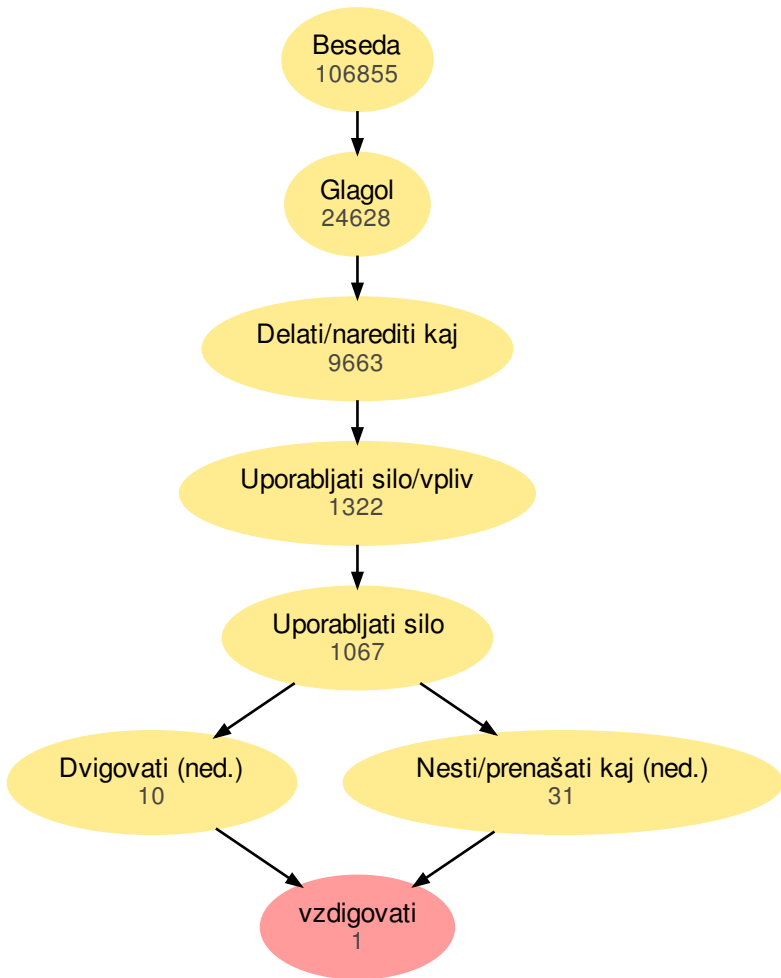 Beseda
106855
Glagol
24628
Delati/narediti kaj
9663
Uporabljati silo/vpliv
1322
Uporabljati silo
1067
Dvigovati (ned.)
10
Nesti/prenašati kaj (ned.)
31
vzdigovati
1